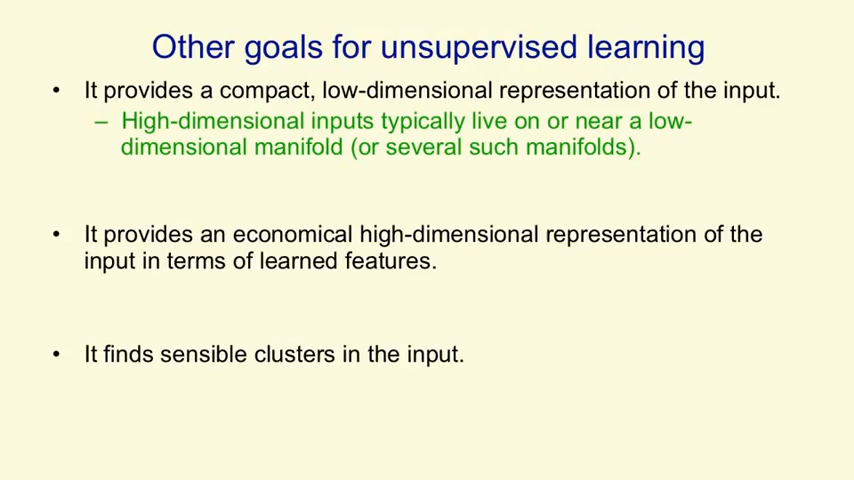 Other goals for unsupervised learning
• It provides a compact, low-dimensional representation of the input.
– High-dimensional inputs typically live on or near a low-
dimensional manifold (or several such manifolds).
• It provides an economical high-dimensional representation of the
input in terms of learned features.
• It finds sensible clusters in the input.